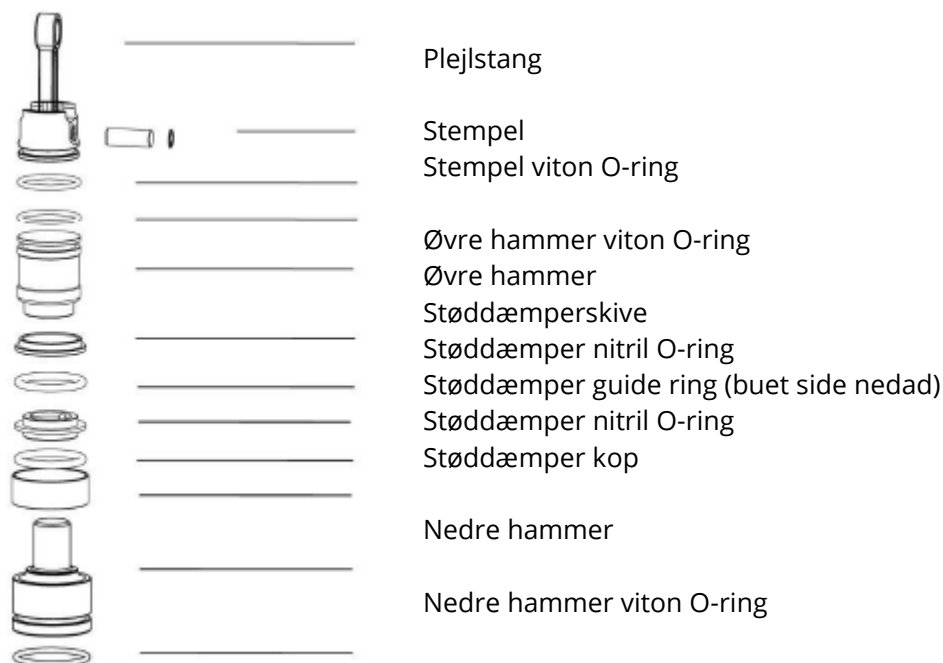 Plejlstang
Stempel
Stempel viton O-ring
Øvre hammer viton O-ring
Øvre hammer
Støddæmperskive
Støddæmper nitril O-ring
Støddæmper guide ring (buet side nedad)
Støddæmper nitril O-ring
Støddæmper kop
Nedre hammer
Nedre hammer viton O-ring